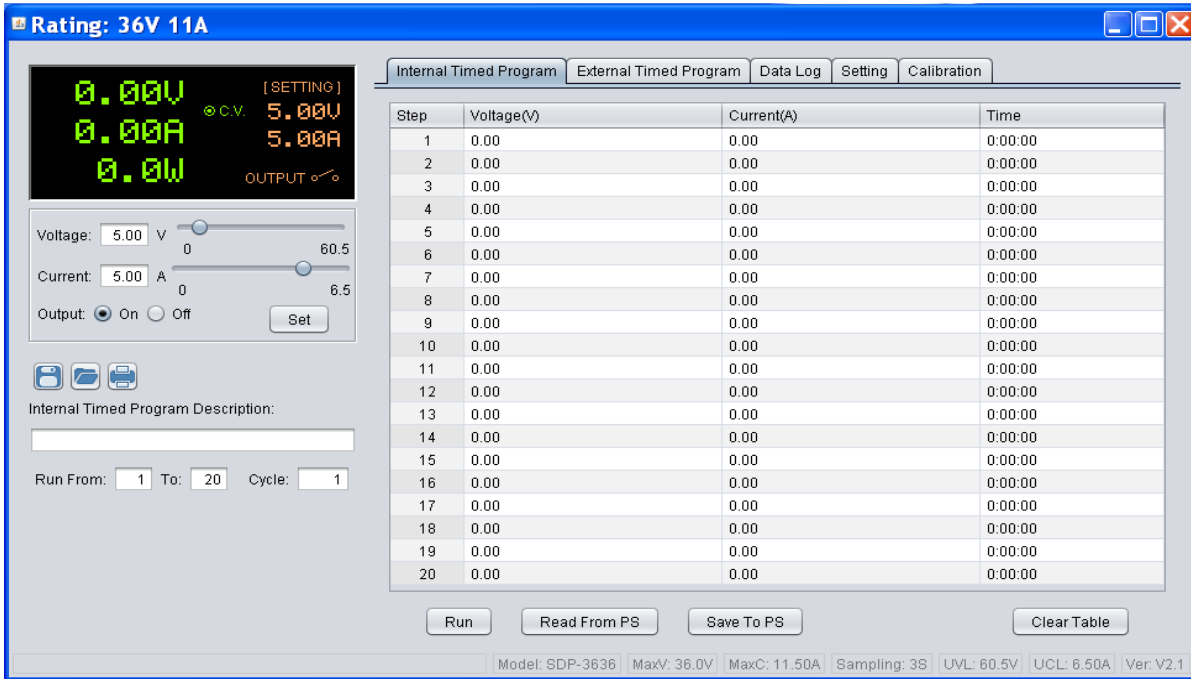 Rating: 36V 11A
0.00V
C.V.
[SETTING]
5.00V
0.00A
5.00A
0.0W
OUTPUT
Voltage: 5.00 V
0 60.5
Current: 5.00 A
0 6.5
Output: On Off
Set
Internal Timed Program Description:
Run From: 1 To: 20 Cycle: 1
Internal Timed Program External Timed Program Data Log Setting Calibration
Step Voltage(V) Current(A) Time
1 0.00 0.00 0:00:00
2 0.00 0.00 0:00:00
3 0.00 0.00 0:00:00
4 0.00 0.00 0:00:00
5 0.00 0.00 0:00:00
6 0.00 0.00 0:00:00
7 0.00 0.00 0:00:00
8 0.00 0.00 0:00:00
9 0.00 0.00 0:00:00
10 0.00 0.00 0:00:00
11 0.00 0.00 0:00:00
12 0.00 0.00 0:00:00
13 0.00 0.00 0:00:00
14 0.00 0.00 0:00:00
15 0.00 0.00 0:00:00
16 0.00 0.00 0:00:00
17 0.00 0.00 0:00:00
18 0.00 0.00 0:00:00
19 0.00 0.00 0:00:00
20 0.00 0.00 0:00:00
Run Read From PS Save To PS Clear Table
Model: SDP-3636 MaxV: 36.0V MaxC: 11.50A Sampling: 3S UVL: 60.5V UCL: 6.50A Ver: V2.1